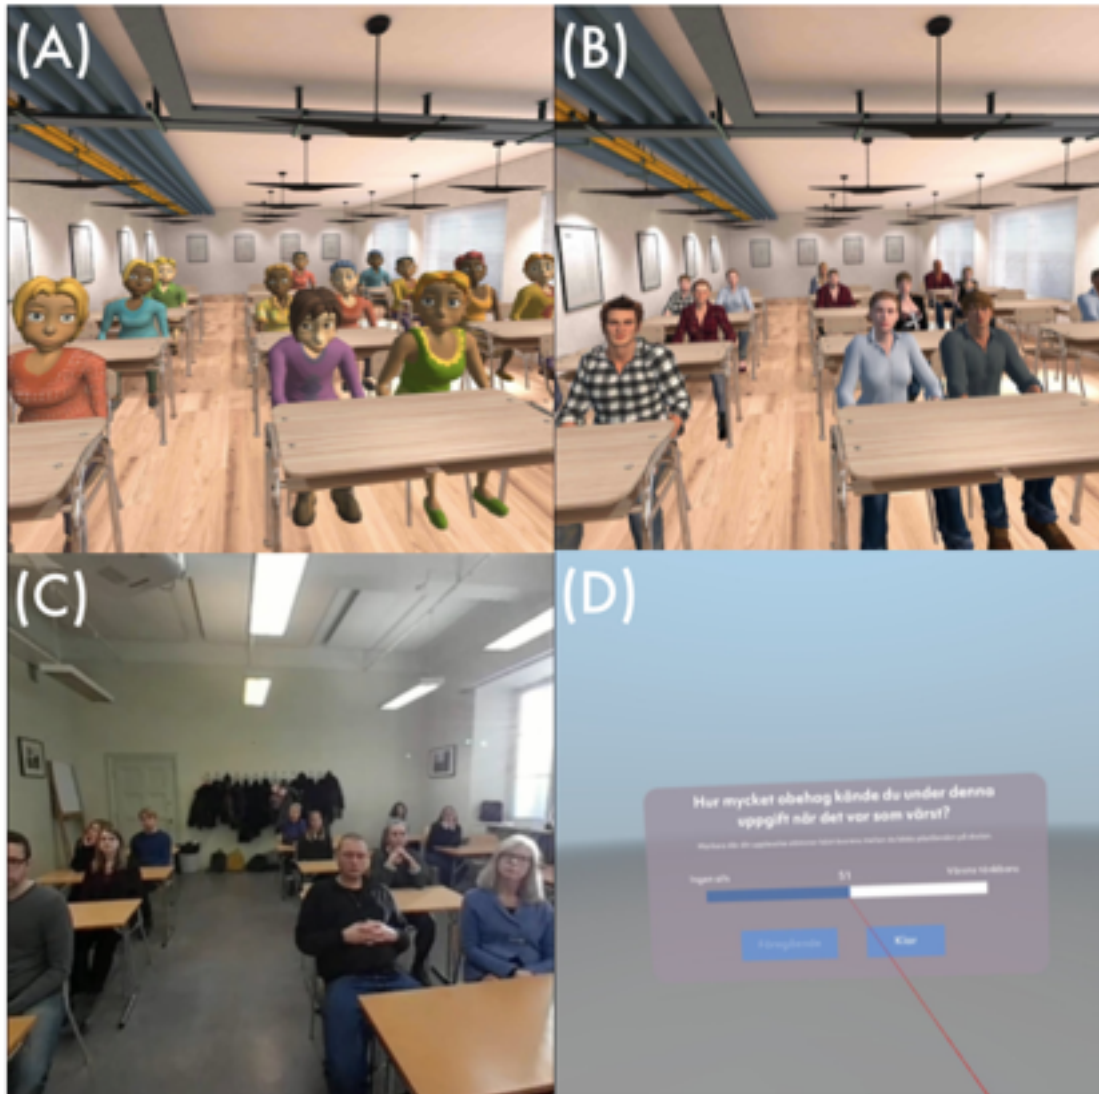 (A)
(B)
(C)
(D)
Hur mycket obehag kände du under denna
uppgift när det var som värst?
Ingen alls
51
Värsta tänkbara
Föregående
Klar